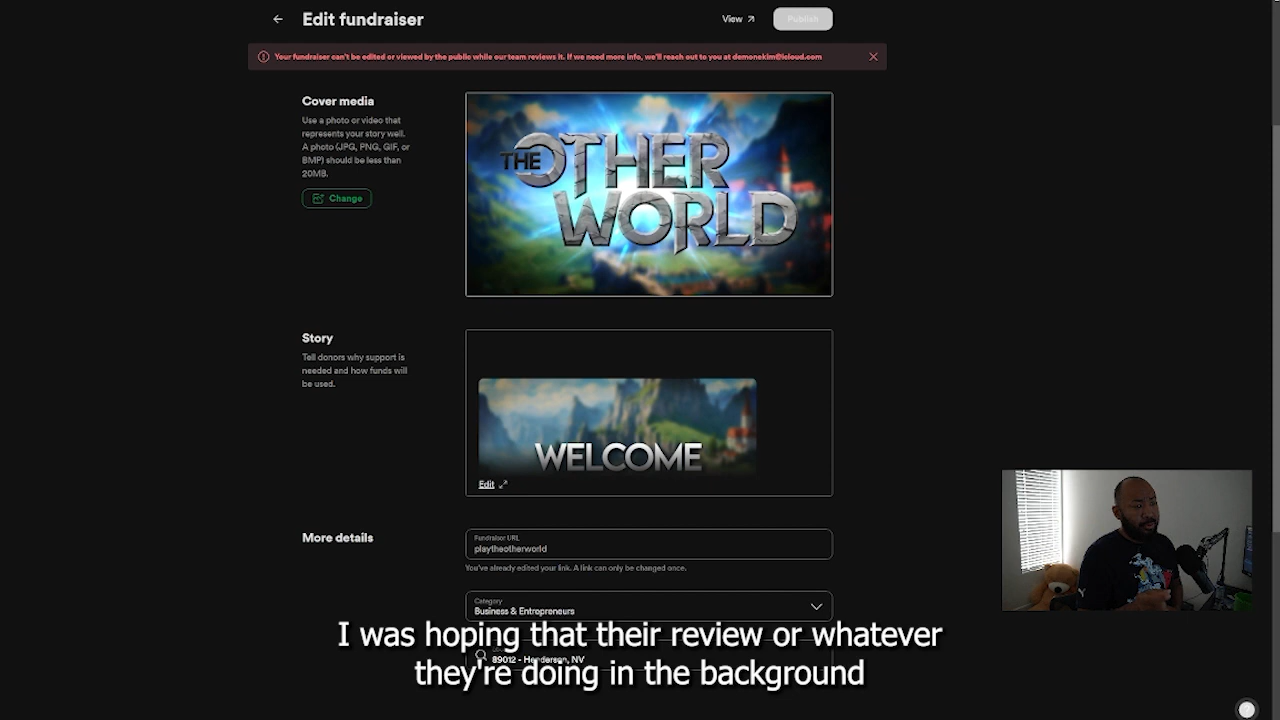 Edit fundraiser
View
Publish
Your fundraiser can't be edited or viewed by the public while our team reviews it. If we need more info, we'll reach out to you at demonekim@icloud.com
Cover media
Use a photo or video that
represents your story well.
A photo (JPG, PNG, GIF, or
BMP) should be less than
20MB.
Change
THE OTHER
WORLD
Story
Tell donors why support is
needed and how funds will
be used.
WELCOME
Edit
More details
Fundraiser URL
playtheotherworld
You've already edited your link. A link can only be changed once.
Category
Business & Entrepreneurs
89012 - Henderson, NV
I was hoping that their review or whatever
they're doing in the background